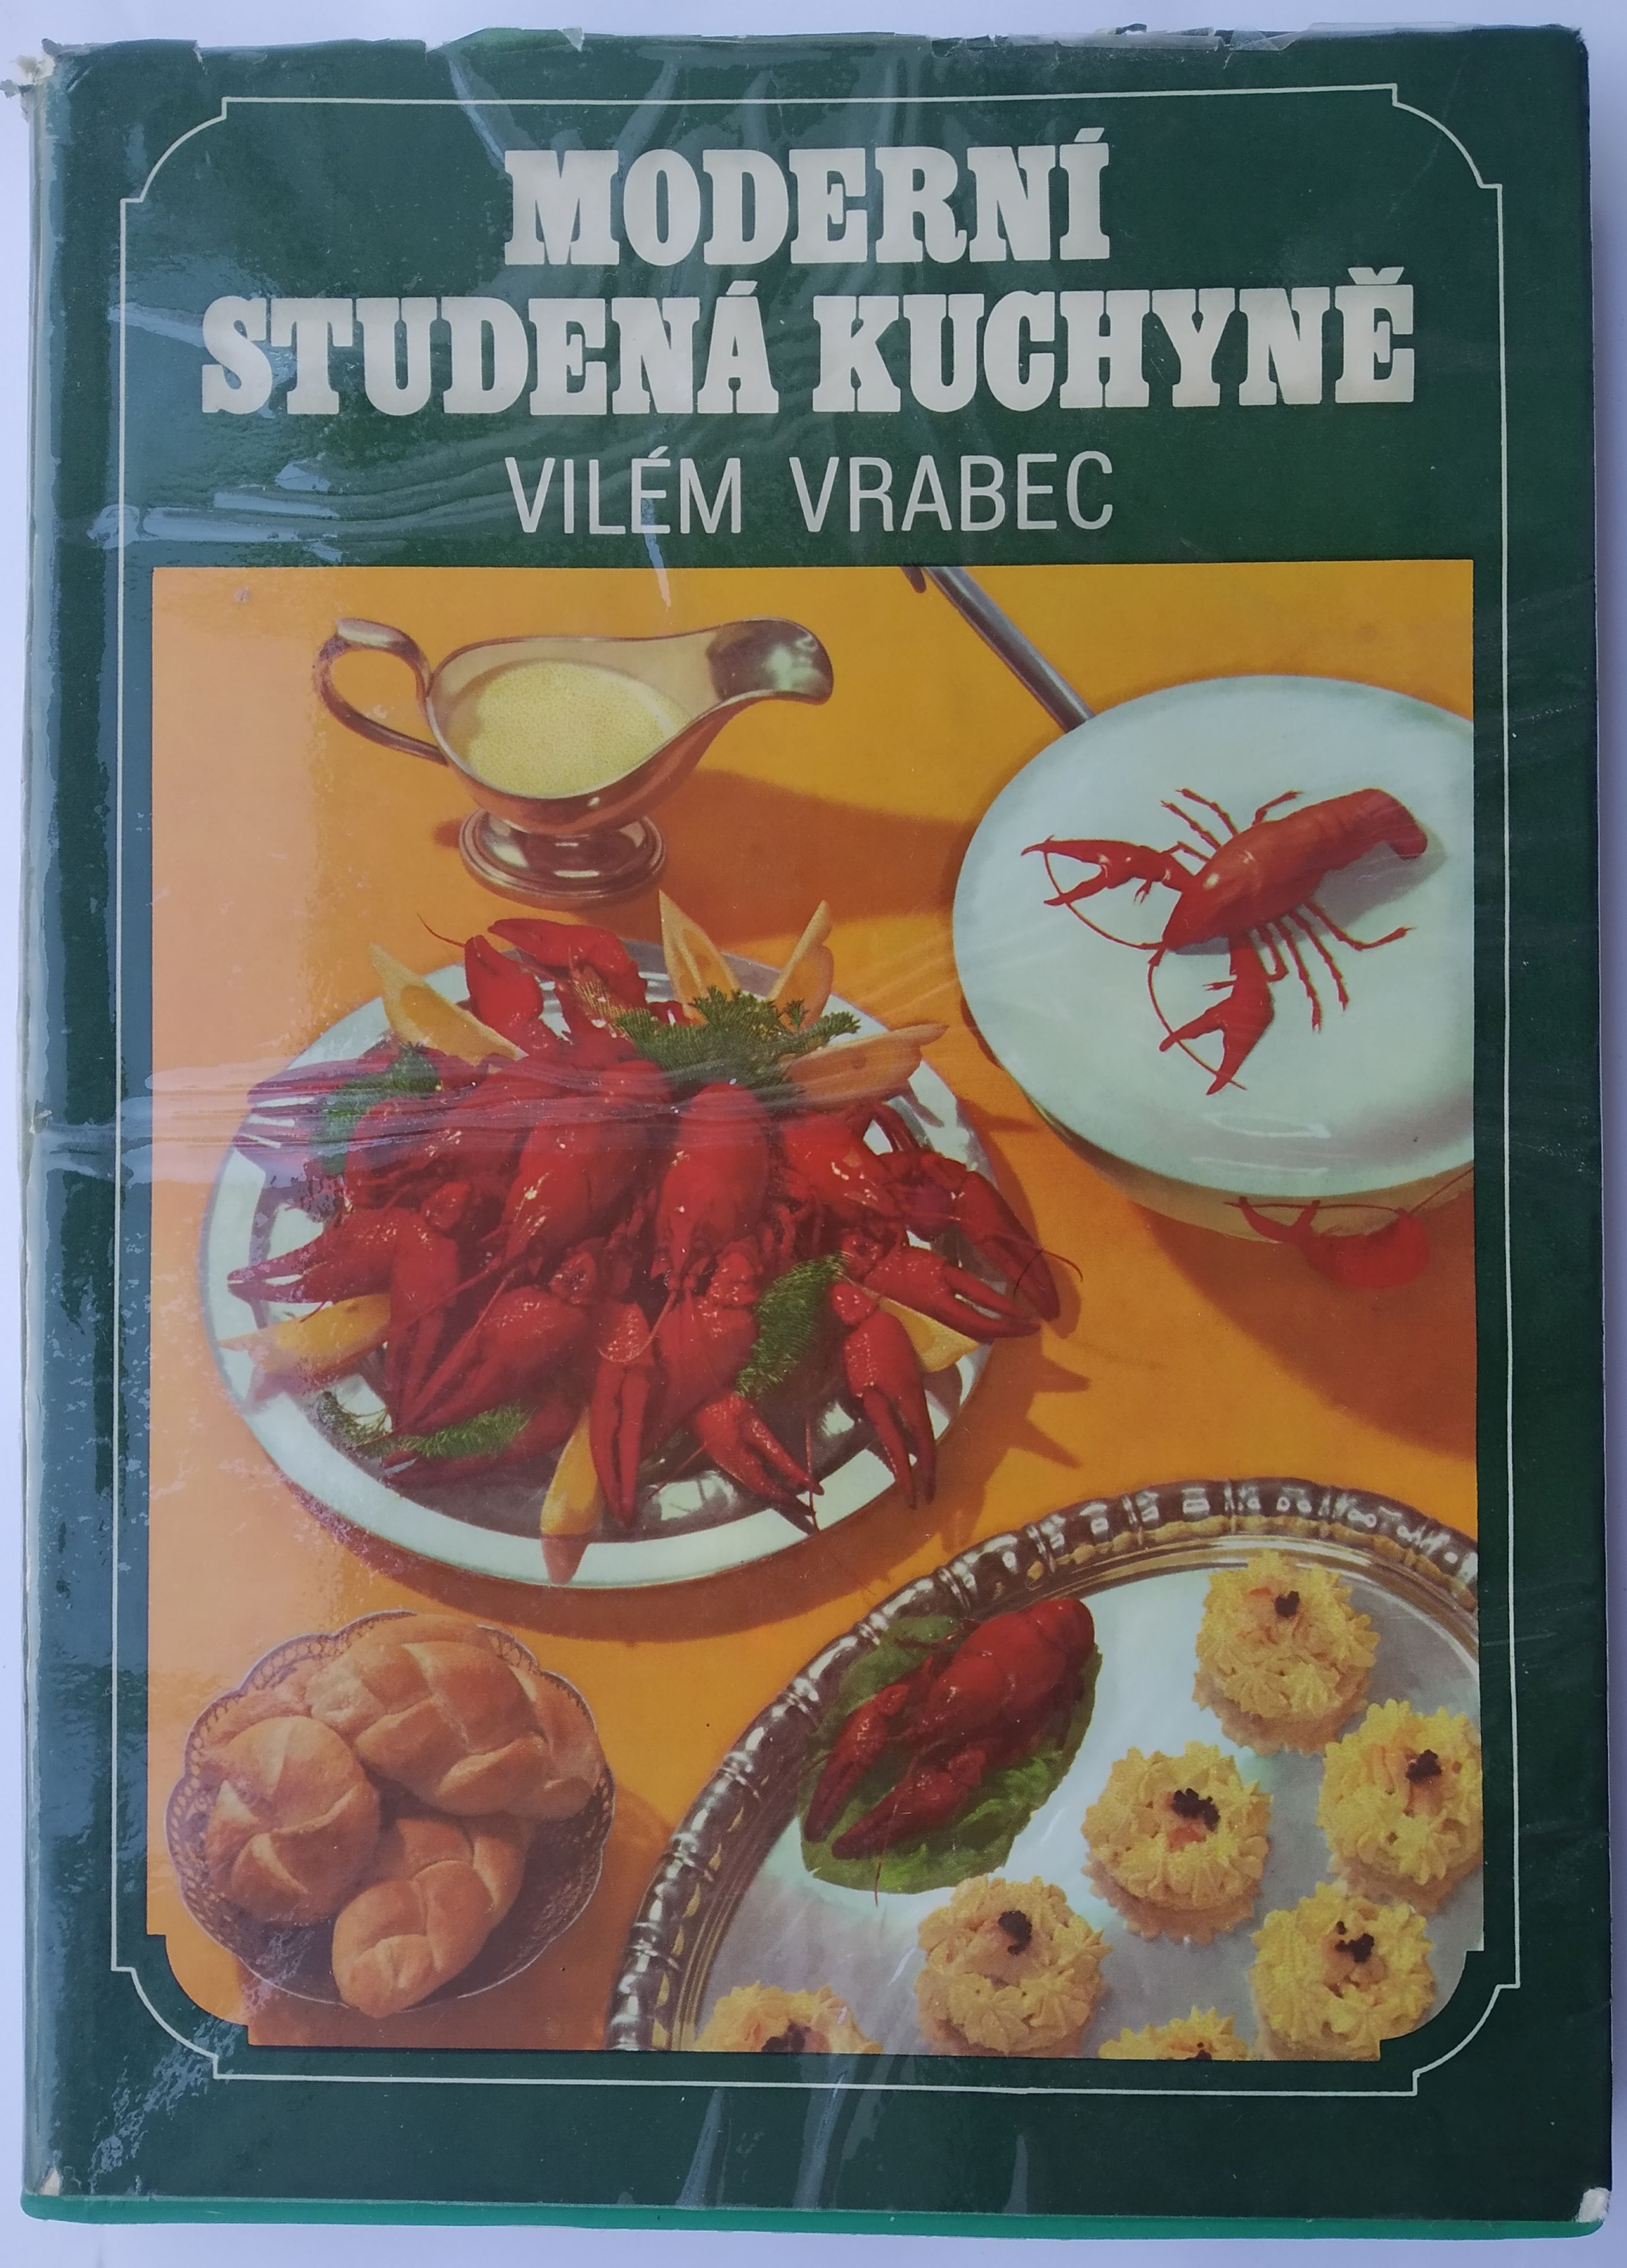 MODERNÍ
STUDENÁ KUCHYNĚ
VILÉM VRABEC